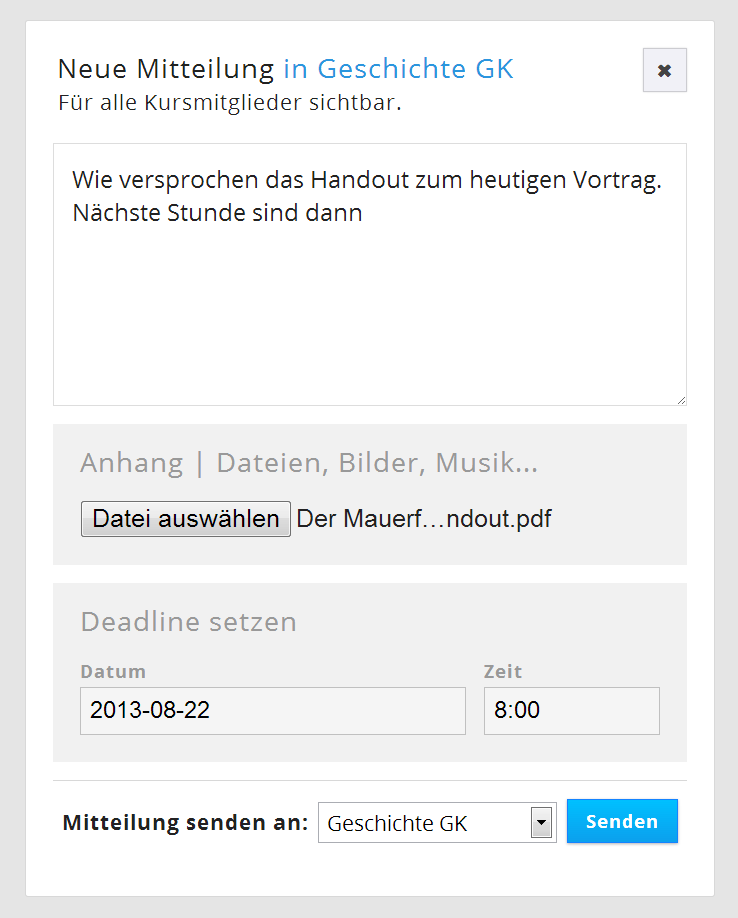 Neue Mitteilung in Geschichte GK
Für alle Kursmitglieder sichtbar.
Wie versprochen das Handout zum heutigen Vortrag.
Nächste Stunde sind dann
Anhang | Dateien, Bilder, Musik...
Datei auswählen Der Mauerf...ndout.pdf
Deadline setzen
Datum Zeit
2013-08-22 8:00
Mitteilung senden an: Geschichte GK Senden